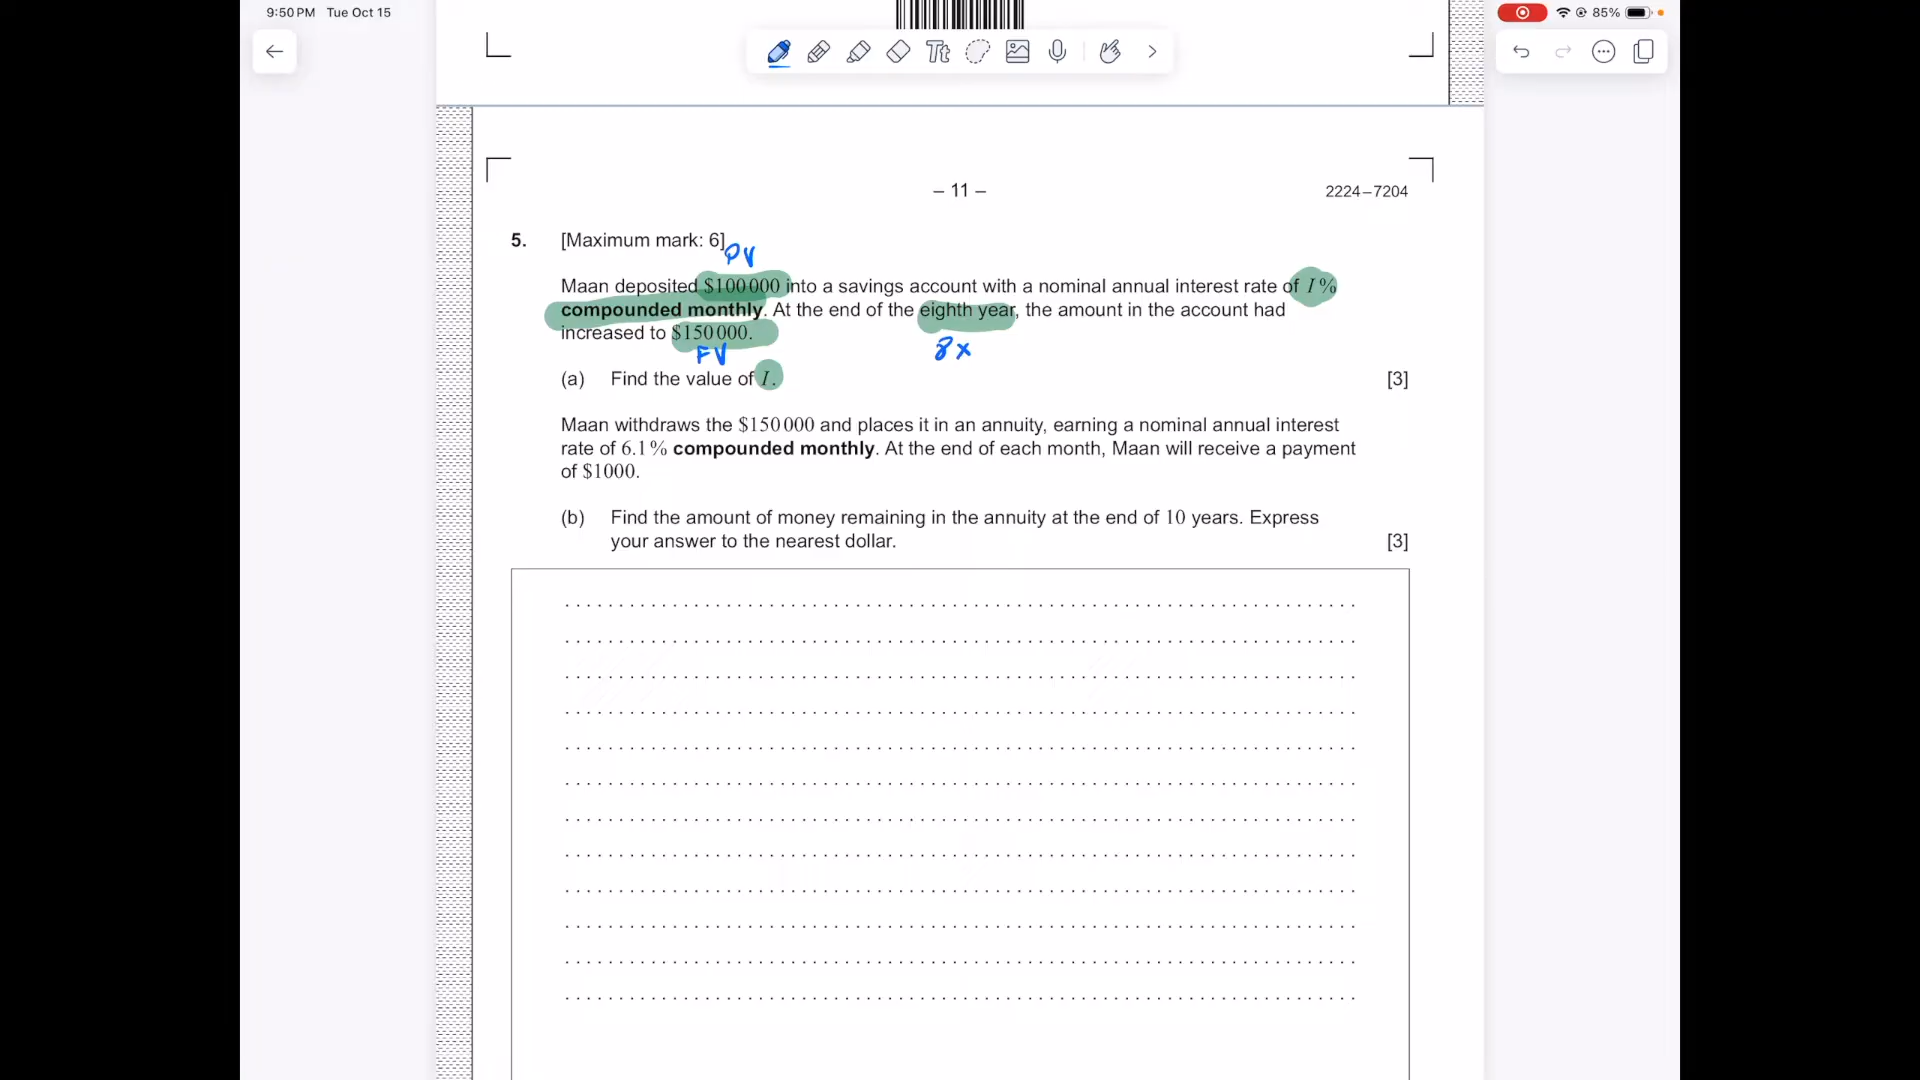 9:50 PM Tue Oct 15
85%
Tt
– 11 –
2224–7204
5. [Maximum mark: 6]
PV
Maan deposited $100 000 into a savings account with a nominal annual interest rate of I %
compounded monthly. At the end of the eighth year, the amount in the account had
increased to $150 000.
FV
8x
(a) Find the value of I. [3]
Maan withdraws the $150 000 and places it in an annuity, earning a nominal annual interest
rate of 6.1 % compounded monthly. At the end of each month, Maan will receive a payment
of $1000.
(b) Find the amount of money remaining in the annuity at the end of 10 years. Express
your answer to the nearest dollar. [3]